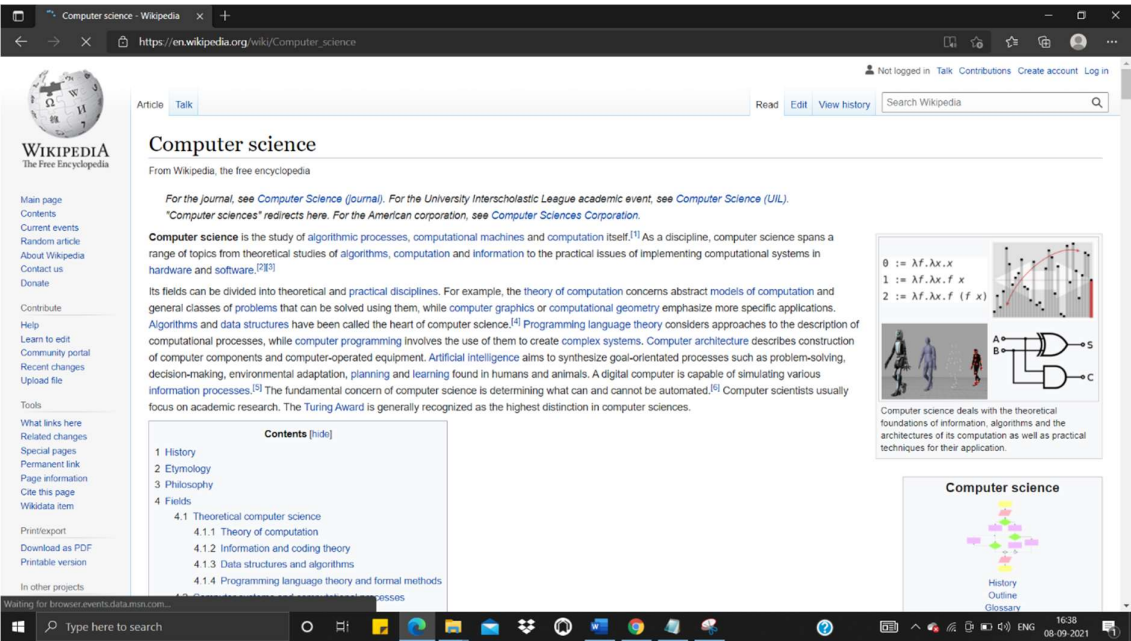 Computer science - Wikipedia
https://en.wikipedia.org/wiki/Computer_science
Not logged in Talk Contributions Create account Log in
Article Talk
Read Edit View history Search Wikipedia
WIKIPEDIA
The Free Encyclopedia
Main page
Contents
Current events
Random article
About Wikipedia
Contact us
Donate
Contribute
Help
Learn to edit
Community portal
Recent changes
Upload file
Tools
What links here
Related changes
Special pages
Permanent link
Page information
Cite this page
Wikidata item
Print/export
Download as PDF
Printable version
In other projects
Computer science
From Wikipedia, the free encyclopedia
For the journal, see Computer Science (journal). For the University Interscholastic League academic event, see Computer Science (UIL).
"Computer sciences" redirects here. For the American corporation, see Computer Sciences Corporation.
Computer science is the study of algorithmic processes, computational machines and computation itself.[1] As a discipline, computer science spans a
range of topics from theoretical studies of algorithms, computation and information to the practical issues of implementing computational systems in
hardware and software.[2][3]
Its fields can be divided into theoretical and practical disciplines. For example, the theory of computation concerns abstract models of computation and
general classes of problems that can be solved using them, while computer graphics or computational geometry emphasize more specific applications.
Algorithms and data structures have been called the heart of computer science.[4] Programming language theory considers approaches to the description of
computational processes, while computer programming involves the use of them to create complex systems. Computer architecture describes construction
of computer components and computer-operated equipment. Artificial intelligence aims to synthesize goal-orientated processes such as problem-solving,
decision-making, environmental adaptation, planning and learning found in humans and animals. A digital computer is capable of simulating various
information processes.[5] The fundamental concern of computer science is determining what can and cannot be automated.[6] Computer scientists usually
focus on academic research. The Turing Award is generally recognized as the highest distinction in computer sciences.
Contents [hide]
1 History
2 Etymology
3 Philosophy
4 Fields
4.1 Theoretical computer science
4.1.1 Theory of computation
4.1.2 Information and coding theory
4.1.3 Data structures and algorithms
4.1.4 Programming language theory and formal methods
0 := λf.λx.x
1 := λf.λx.f x
2 := λf.λx.f (f x)
A
B
S
C
Computer science deals with the theoretical
foundations of information, algorithms and the
architectures of its computation as well as practical
techniques for their application.
Computer science
History
Outline
Glossary
Waiting for browser.events.data.msn.com...
Type here to search
ENG
16:38
08-09-2021